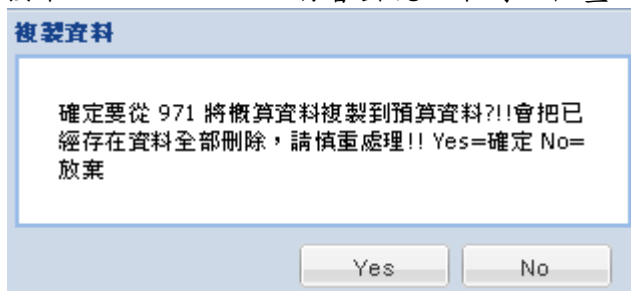 複製資料
確定要從 971 將概算資料複製到預算資料?!!會把已
經存在資料全部刪除,請慎重處理!! Yes=確定 No=
放棄
Yes No